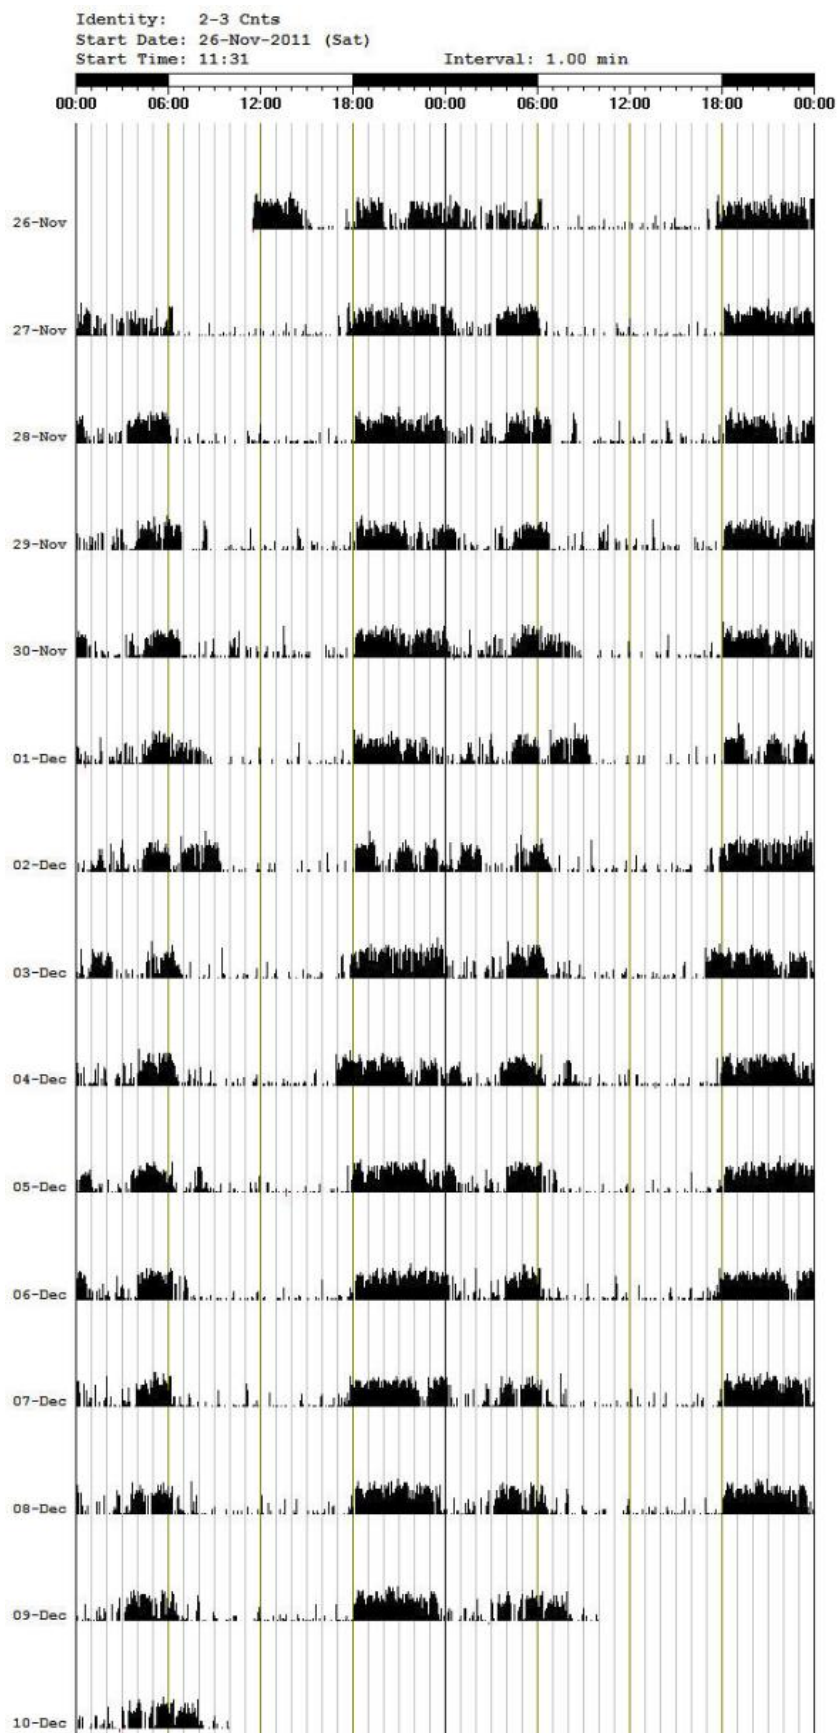 Identity: 2-3 Cnts
Start Date: 26-Nov-2011 (Sat)
Start Time: 11:31 Interval: 1.00 min
00:00 06:00 12:00 18:00 00:00 06:00 12:00 18:00 00:00
26-Nov
27-Nov
28-Nov
29-Nov
30-Nov
01-Dec
02-Dec
03-Dec
04-Dec
05-Dec
06-Dec
07-Dec
08-Dec
09-Dec
10-Dec